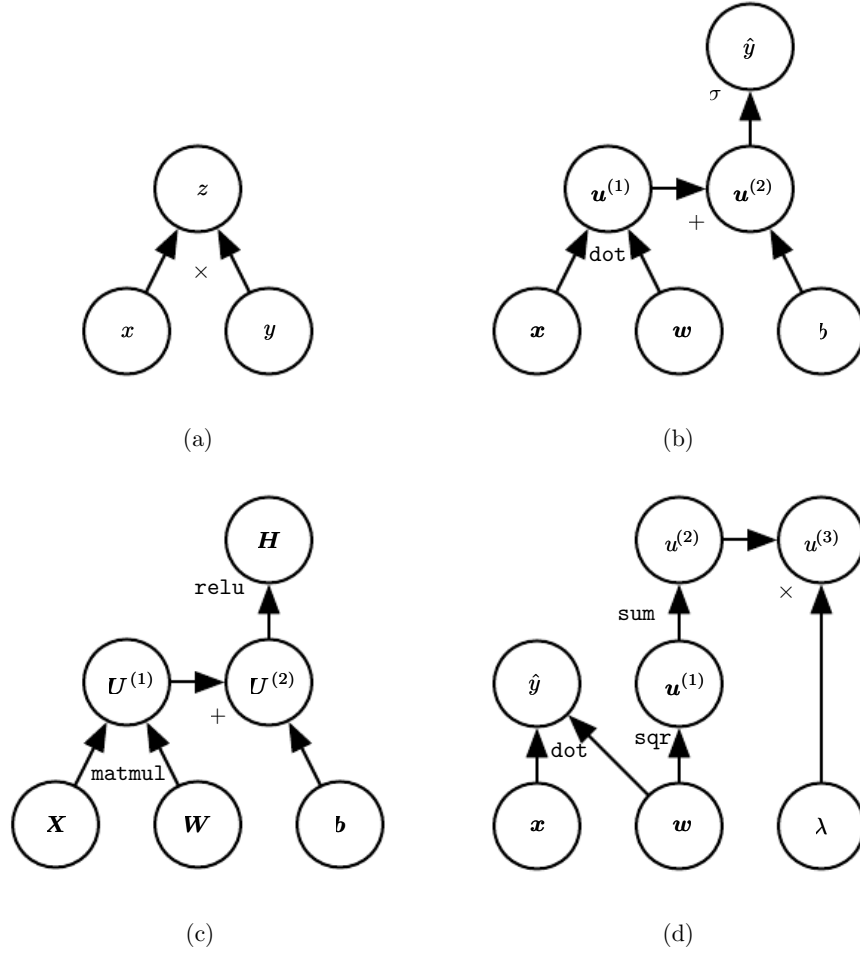 ŷ
σ
z
u^(1)
u^(2)
+
dot
×
x
y
x
w
b
(a)
(b)
H
u^(2)
u^(3)
relu
×
sum
U^(1)
U^(2)
ŷ
u^(1)
+
sqr
dot
matmul
X
W
b
x
w
λ
(c)
(d)